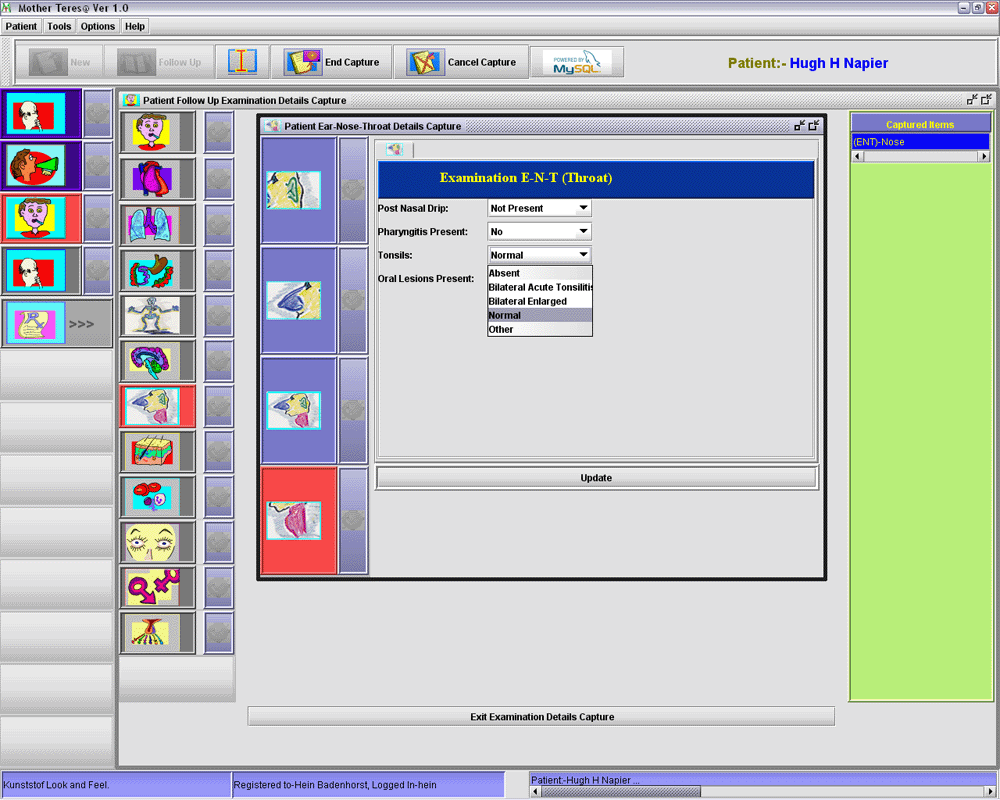 Mother Teres@ Ver 1.0
Patient Tools Options Help
New Follow Up End Capture Cancel Capture POWERED BY MySQL Patient:- Hugh H Napier
Patient Follow Up Examination Details Capture
Patient Ear-Nose-Throat Details Capture
Captured Items
(ENT)-Nose
Examination E-N-T (Throat)
Post Nasal Drip: Not Present
Pharyngitis Present: No
Tonsils: Normal
Oral Lesions Present:
Absent
Bilateral Acute Tonsilitis
Bilateral Enlarged
Normal
Other
>>>
Update
Exit Examination Details Capture
Kunststof Look and Feel. Registered to-Hein Badenhorst, Logged In-hein Patient:-Hugh H Napier ...